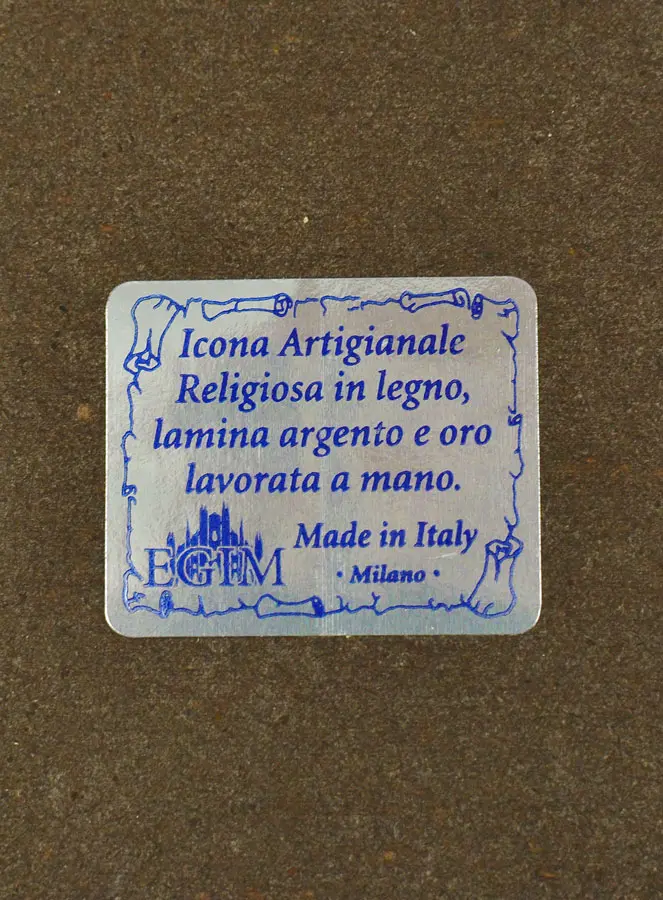 Icona Artigianale
Religiosa in legno,
lamina argento e oro
lavorata a mano.
Made in Italy
EGIM
• Milano •